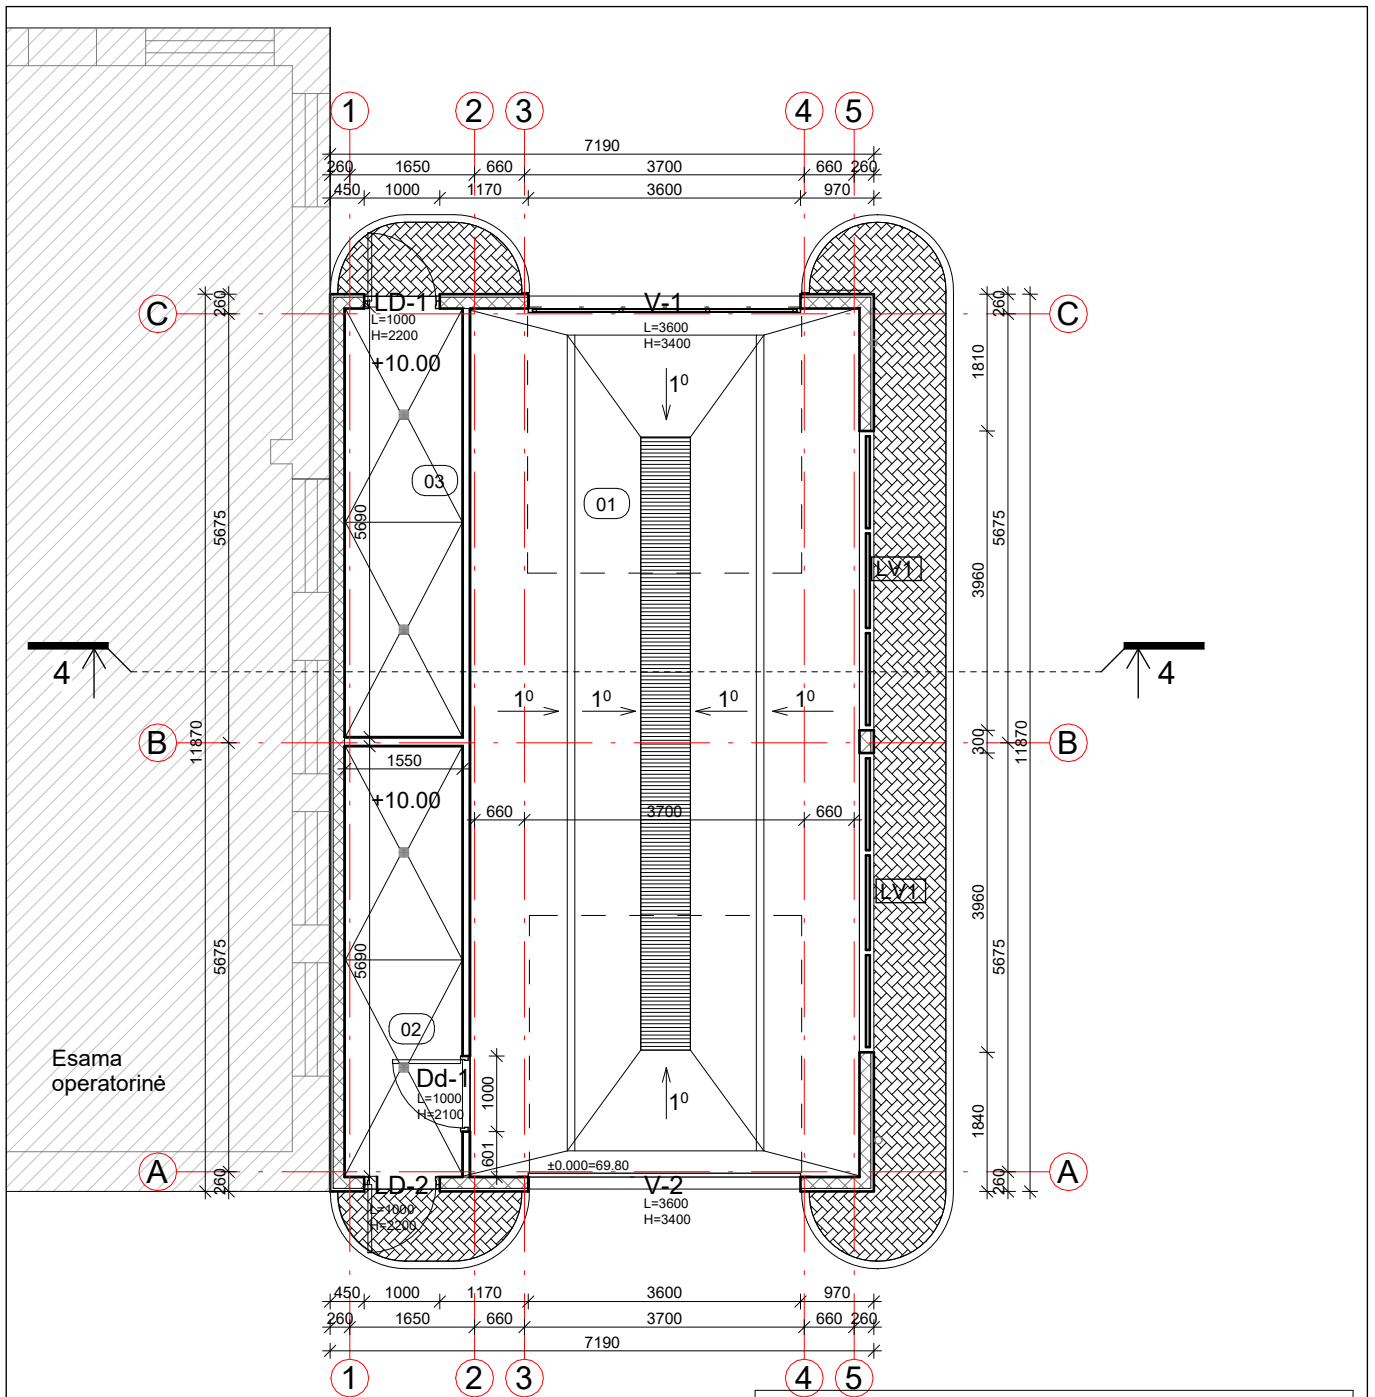 1 2 3 4 5
7190
260 1650 660 3700 660 260
450 1000 1170 3600 970
C LD-1 V-1 C
L=1000 L=3600
H=2200 H=3400
+10.00
260 260
1⁰
1810
03
01
5690
5675 5675
3960
LV1
4 4
1⁰ 1⁰ 1⁰ 1⁰
B B
11870 300 11870
1550
+10.00
660 3700 660
LV1
3960
5690
5675 5675
02
Esama
operatorinė
Dd-1
L=1000
H=2100
1000
1⁰
1840
601
±0.000=69.80
A A
260 260
LD-2 V-2
L=1000 L=3600
H=2200 H=3400
450 1000 1170 3600 970
260 1650 660 3700 660 260
7190
1 2 3 4 5